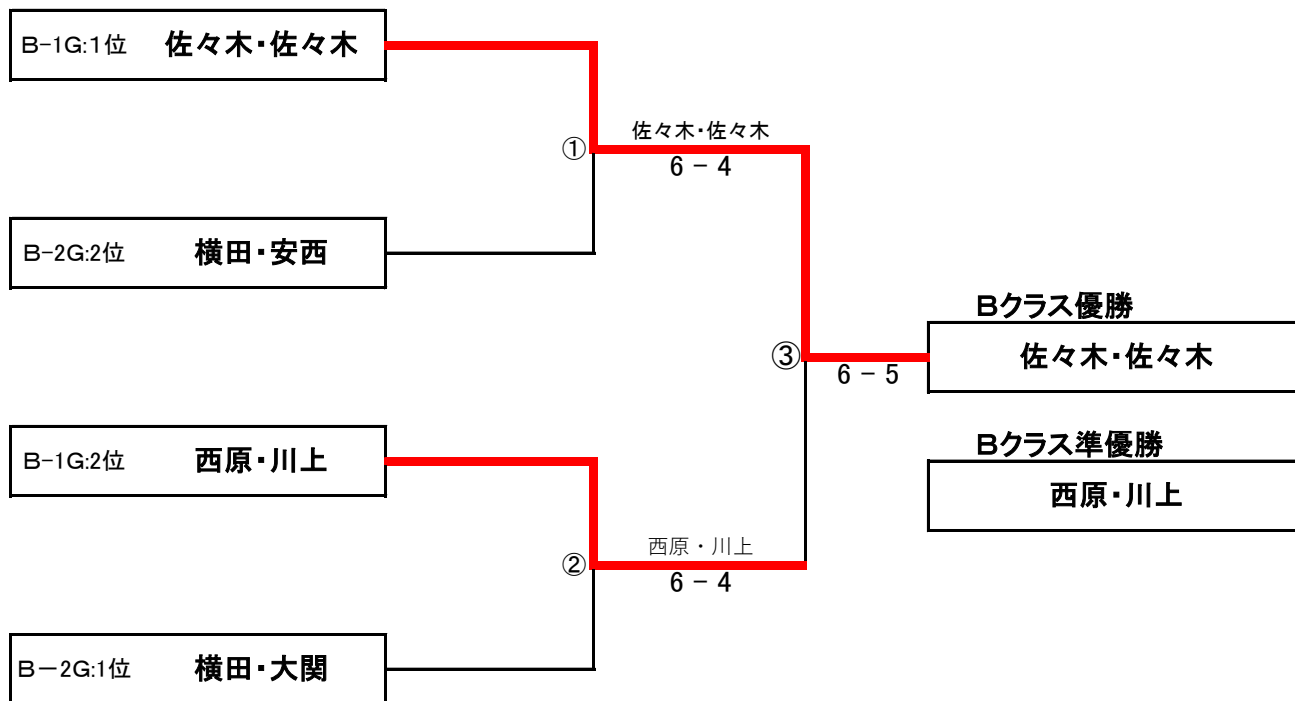 B-1G:1位 佐々木・佐々木
佐々木・佐々木
① 6 - 4
B-2G:2位 横田・安西
Bクラス優勝
佐々木・佐々木
③ 6 - 5
B-1G:2位 西原・川上
Bクラス準優勝
西原・川上
西原・川上
② 6 - 4
B－2G:1位 横田・大関